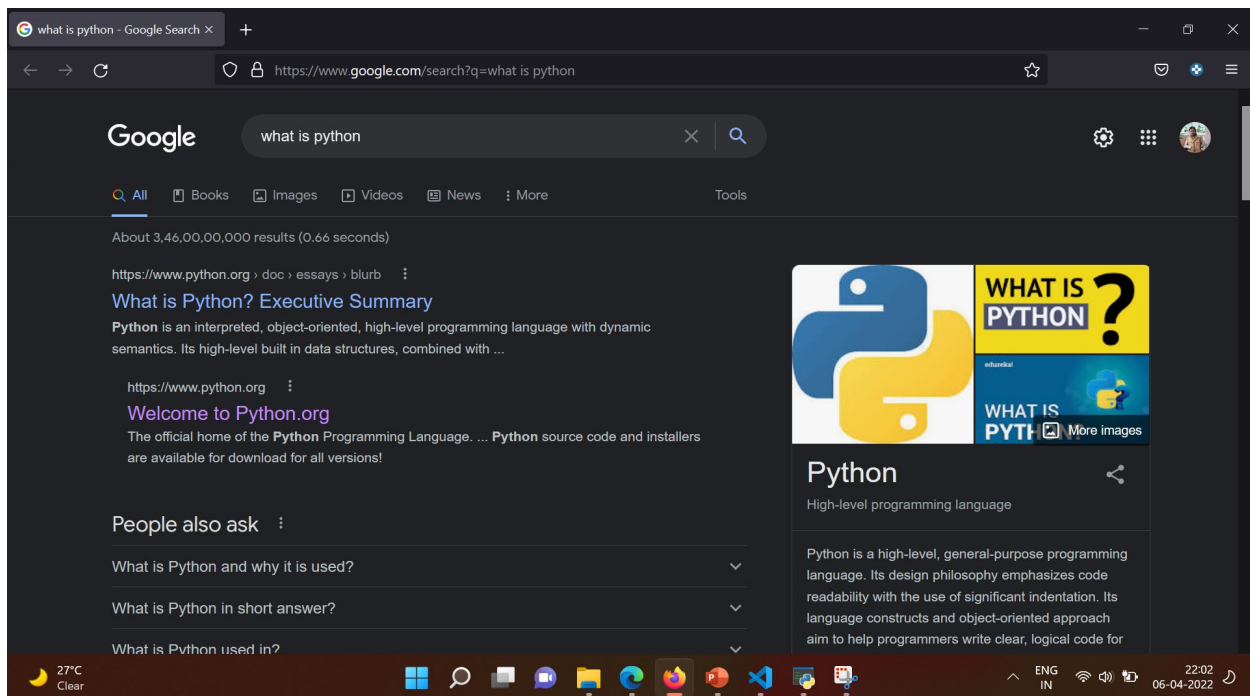 what is python - Google Search
https://www.google.com/search?q=what is python
Google
what is python
All
Books
Images
Videos
News
More
Tools
About 3,46,00,00,000 results (0.66 seconds)
https://www.python.org › doc › essays › blurb
What is Python? Executive Summary
Python is an interpreted, object-oriented, high-level programming language with dynamic
semantics. Its high-level built in data structures, combined with ...
https://www.python.org
Welcome to Python.org
The official home of the Python Programming Language. ... Python source code and installers
are available for download for all versions!
People also ask
What is Python and why it is used?
What is Python in short answer?
What is Python used in?
WHAT IS
PYTHON
?
edureka!
WHAT IS
PYTH
More images
Python
High-level programming language
Python is a high-level, general-purpose programming
language. Its design philosophy emphasizes code
readability with the use of significant indentation. Its
language constructs and object-oriented approach
aim to help programmers write clear, logical code for
27°C
Clear
ENG
IN
22:02
06-04-2022